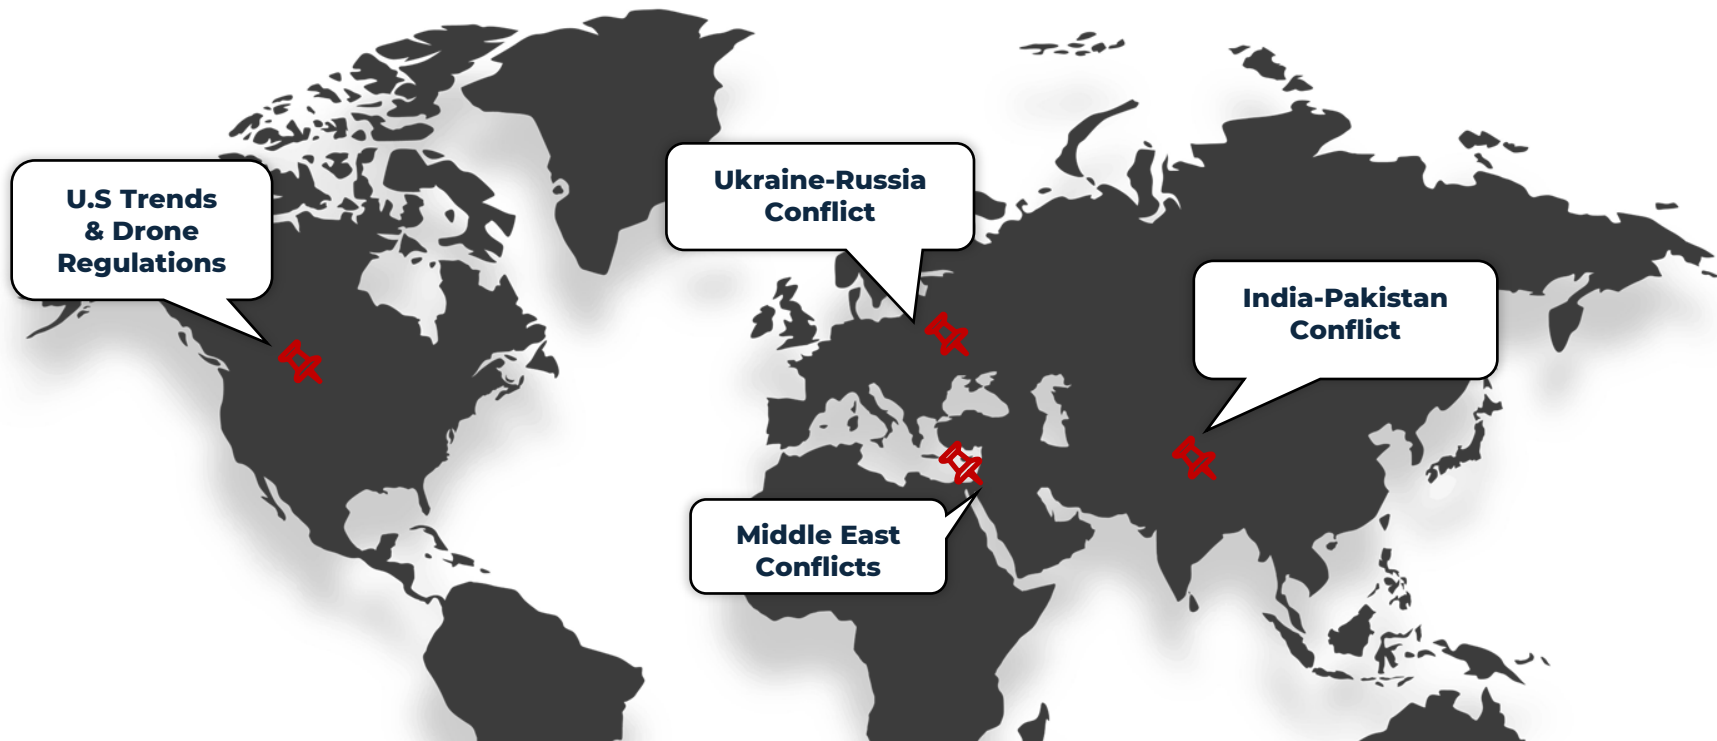 U.S Trends
& Drone
Regulations
Ukraine-Russia
Conflict
India-Pakistan
Conflict
Middle East
Conflicts